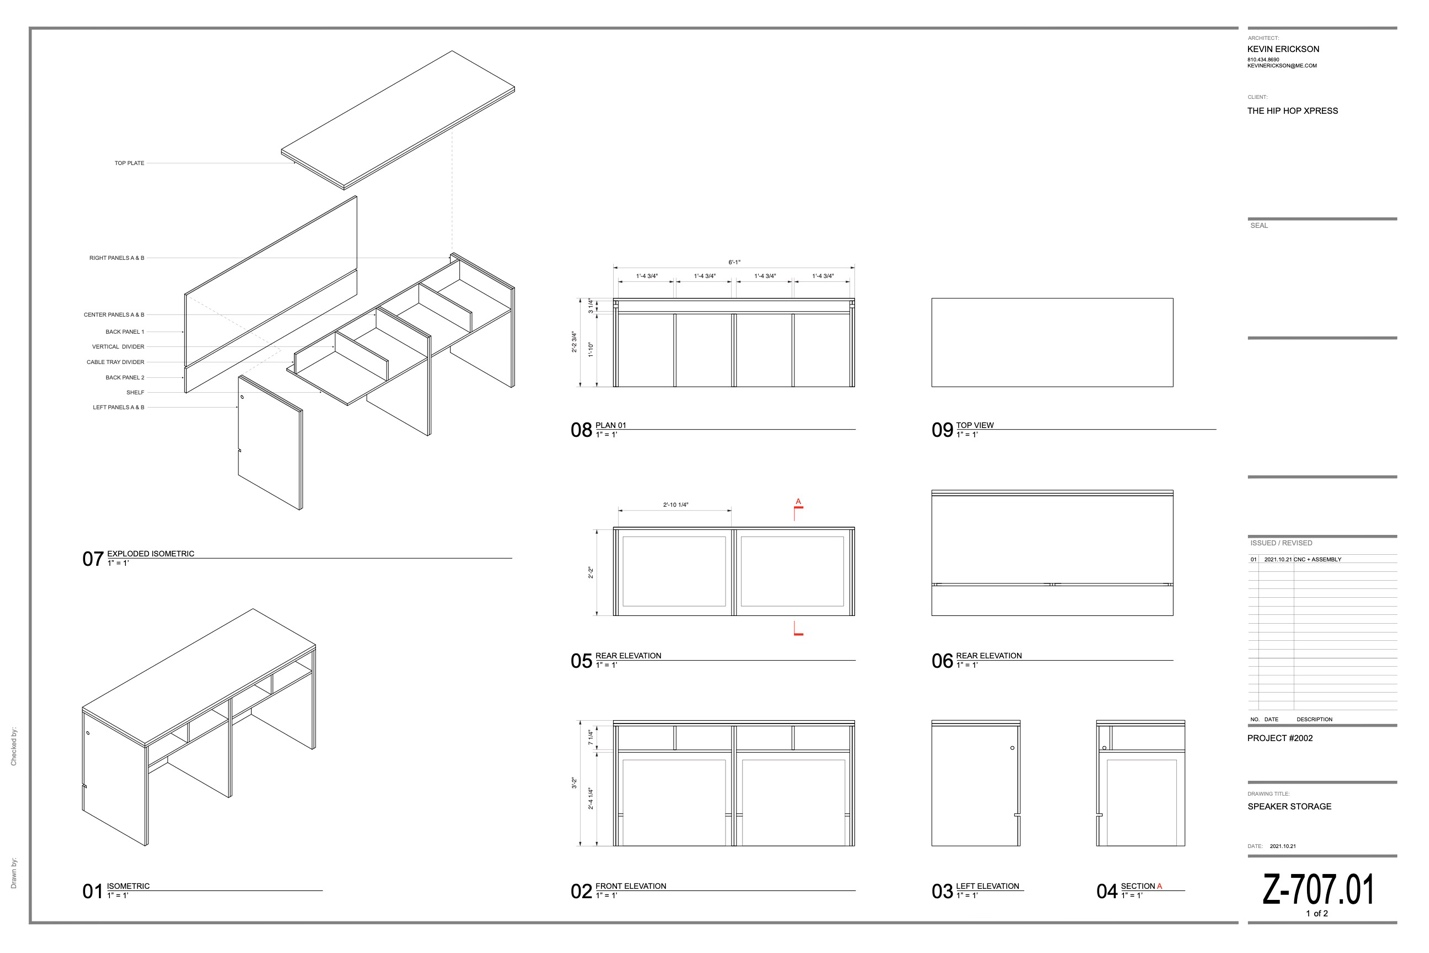 TOP PLATE
RIGHT PANELS A & B
CENTER PANELS A & B
BACK PANEL 1
VERTICAL DIVIDER
CABLE TRAY DIVIDER
BACK PANEL 2
SHELF
LEFT PANELS A & B
07 EXPLODED ISOMETRIC
1" = 1'
01 ISOMETRIC
1" = 1'
6'-1"
1'-4 3/4" 1'-4 3/4" 1'-4 3/4" 1'-4 3/4"
2'-2 3/4"
3 1/4"
1'-10"
08 PLAN 01
1" = 1'
09 TOP VIEW
1" = 1'
2'-10 1/4"
A
2'-2"
05 REAR ELEVATION
1" = 1'
06 REAR ELEVATION
1" = 1'
3'-2"
7 1/4"
2'-4 1/4"
02 FRONT ELEVATION
1" = 1'
03 LEFT ELEVATION
1" = 1'
04 SECTION A
1" = 1'
Checked by:
Drawn by:
ARCHITECT:
KEVIN ERICKSON
810.434.8690
KEVINERICKSON@ME.COM
CLIENT:
THE HIP HOP XPRESS
SEAL
ISSUED / REVISED
01 2021.10.21 CNC + ASSEMBLY
NO. DATE DESCRIPTION
PROJECT #2002
DRAWING TITLE:
SPEAKER STORAGE
DATE: 2021.10.21
Z-707.01
1 of 2